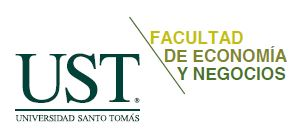 UST®
UNIVERSIDAD SANTO TOMÁS
FACULTAD
DE ECONOMÍA
Y NEGOCIOS